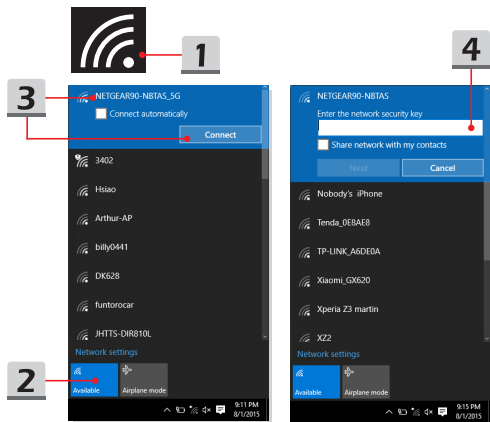 1
3
NETGEAR90-NBTAS_5G
Connect automatically
Connect
3402
Hsiao
Arthur-AP
billy0441
DK628
funtorocar
JHTTS-DIR810L
Network settings
2
Available
Airplane mode
9:11 PM
8/1/2015
4
NETGEAR90-NBTAS
Enter the network security key
Share network with my contacts
Next
Cancel
Nobody's iPhone
Tenda_0E8AE8
TP-LINK_A6DE0A
Xiaomi_GX620
Xperia Z3 martin
XZ2
Network settings
Available
Airplane mode
9:15 PM
8/1/2015